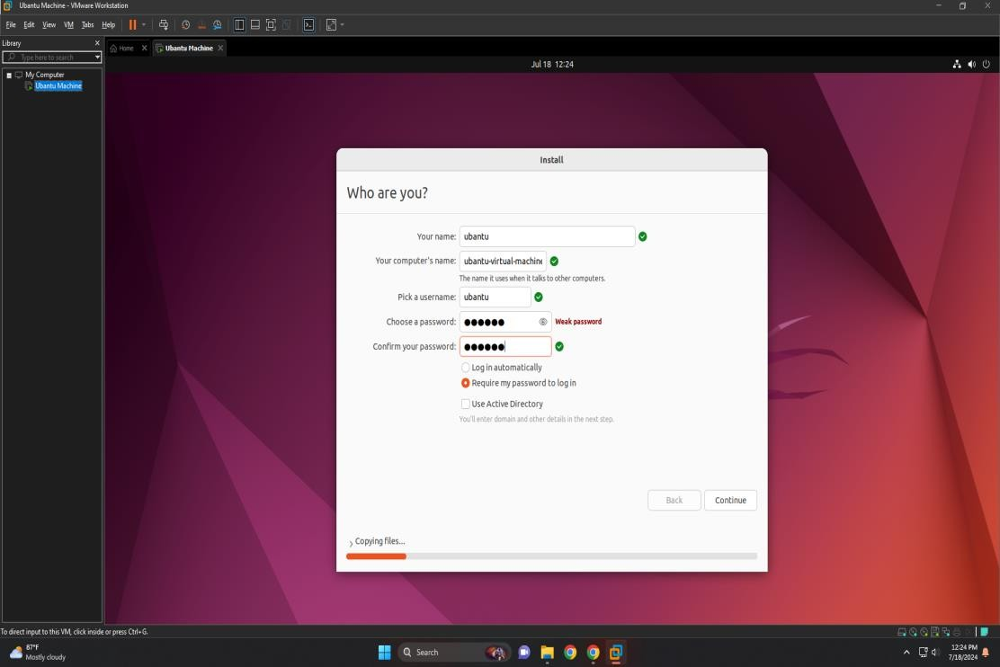 Ubantu Machine - VMware Workstation
File Edit View VM Tabs Help
Library
Type here to search
My Computer
Ubantu Machine
Home
Ubantu Machine
Jul 18 12:24
Install
Who are you?
Your name: ubantu
Your computer's name: ubantu-virtual-machine
The name it uses when it talks to other computers.
Pick a username: ubantu
Choose a password: ●●●●●● Weak password
Confirm your password: ●●●●●●
Log in automatically
Require my password to log in
Use Active Directory
You'll enter domain and other details in the next step.
Back Continue
Copying files...
To direct input to this VM, click inside or press Ctrl+G.
87°F
Mostly cloudy
Search
12:24 PM
7/18/2024